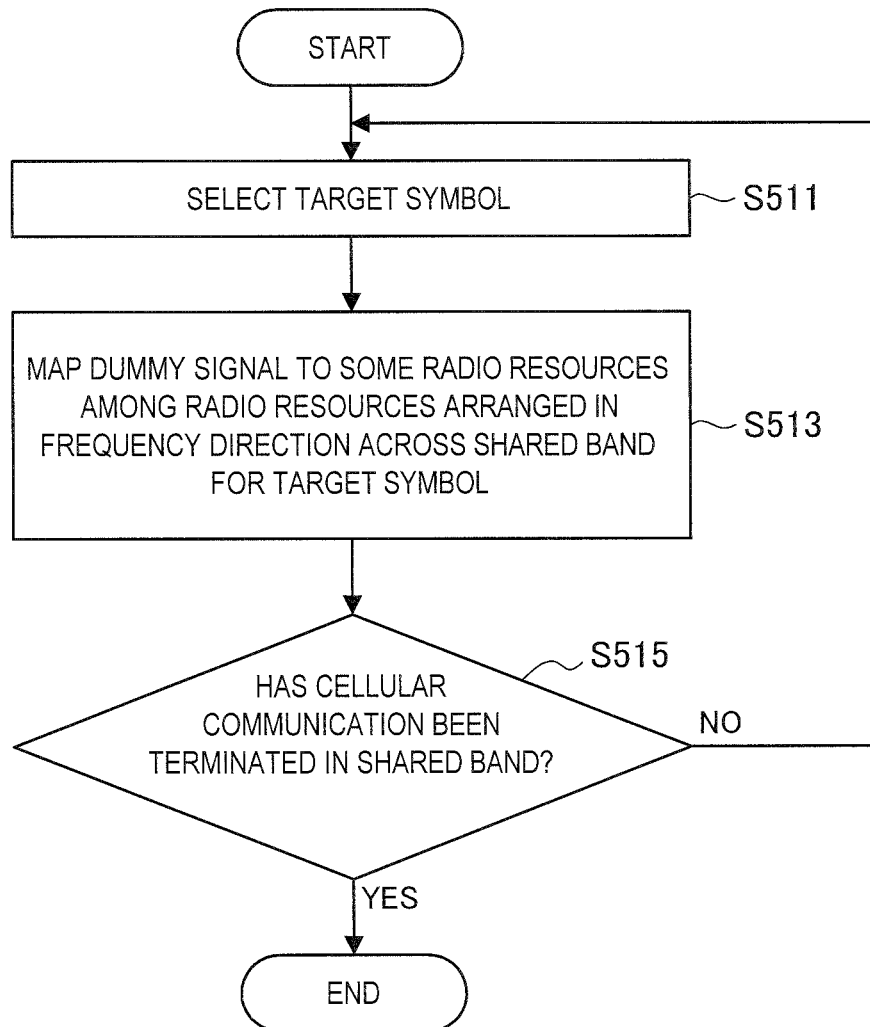 START
SELECT TARGET SYMBOL
S511
MAP DUMMY SIGNAL TO SOME RADIO RESOURCES
AMONG RADIO RESOURCES ARRANGED IN
FREQUENCY DIRECTION ACROSS SHARED BAND
FOR TARGET SYMBOL
S513
S515
HAS CELLULAR
COMMUNICATION BEEN
TERMINATED IN SHARED BAND?
NO
YES
END